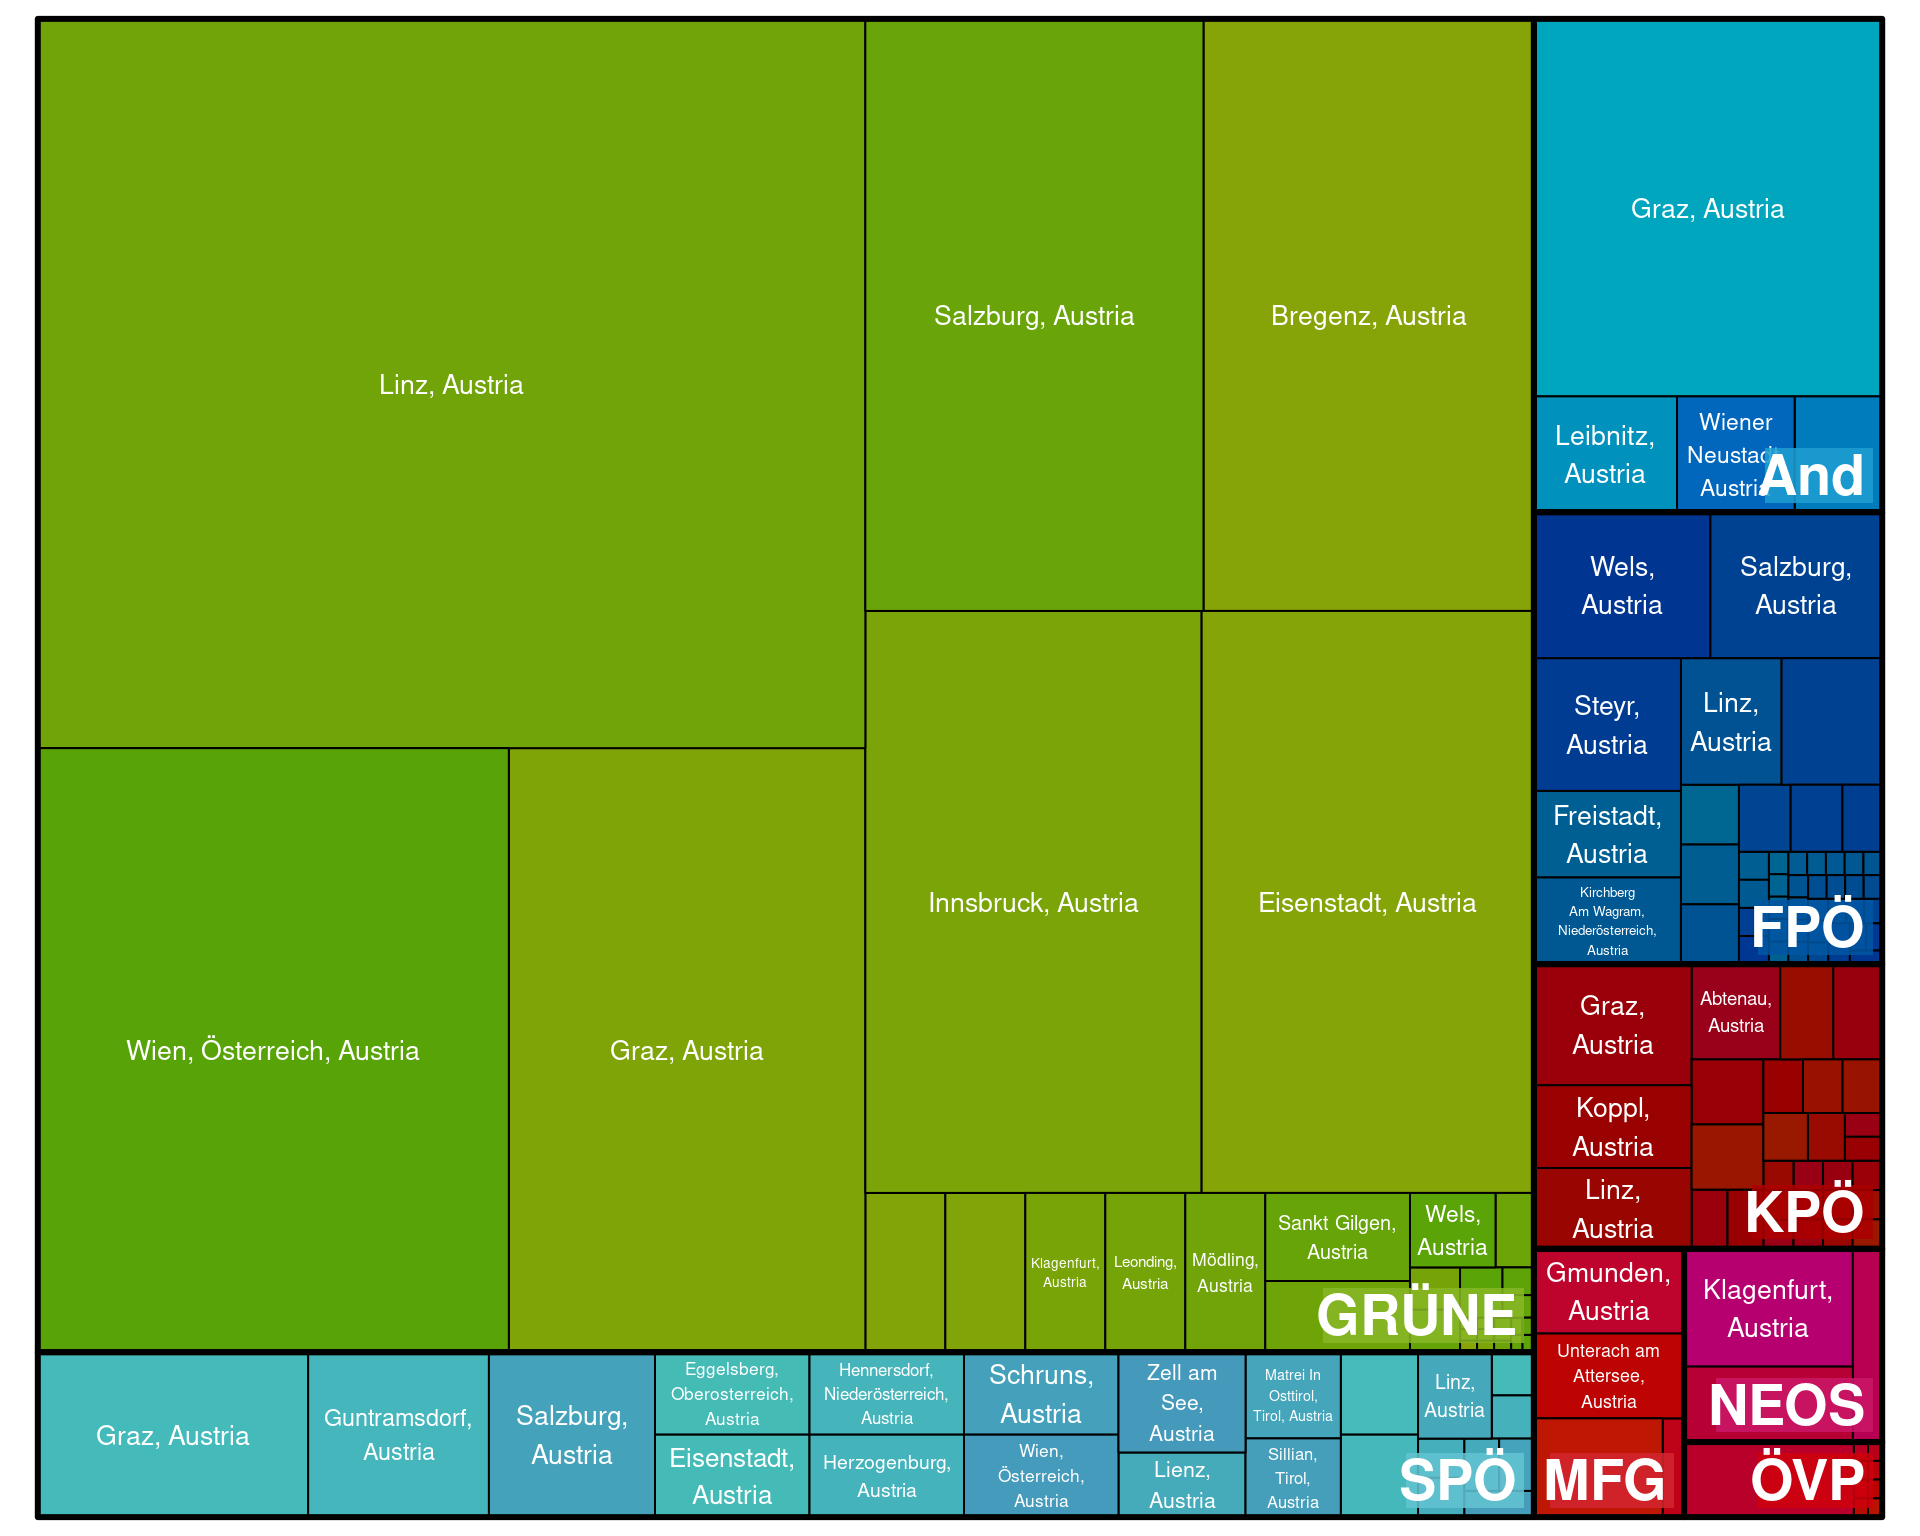 Linz, Austria
Salzburg, Austria
Bregenz, Austria
Wien, Österreich, Austria
Graz, Austria
Innsbruck, Austria
Eisenstadt, Austria
Klagenfurt,
Austria
Leonding,
Austria
Mödling,
Austria
Sankt Gilgen,
Austria
Wels,
Austria
GRÜNE
Graz, Austria
Guntramsdorf,
Austria
Salzburg,
Austria
Eggelsberg,
Oberosterreich,
Austria
Eisenstadt,
Austria
Hennersdorf,
Niederösterreich,
Austria
Herzogenburg,
Austria
Schruns,
Austria
Wien,
Österreich,
Austria
Zell am
See,
Austria
Lienz,
Austria
Matrei In
Osttirol,
Tirol, Austria
Sillian,
Tirol,
Austria
Linz,
Austria
SPÖ
Graz, Austria
Leibnitz,
Austria
Wiener
Neustadt,
Austria
And
Wels,
Austria
Salzburg,
Austria
Steyr,
Austria
Linz,
Austria
Freistadt,
Austria
Kirchberg
Am Wagram,
Niederösterreich,
Austria
FPÖ
Graz,
Austria
Abtenau,
Austria
Koppl,
Austria
Linz,
Austria
KPÖ
Gmunden,
Austria
Unterach am
Attersee,
Austria
MFG
Klagenfurt,
Austria
NEOS
ÖVP